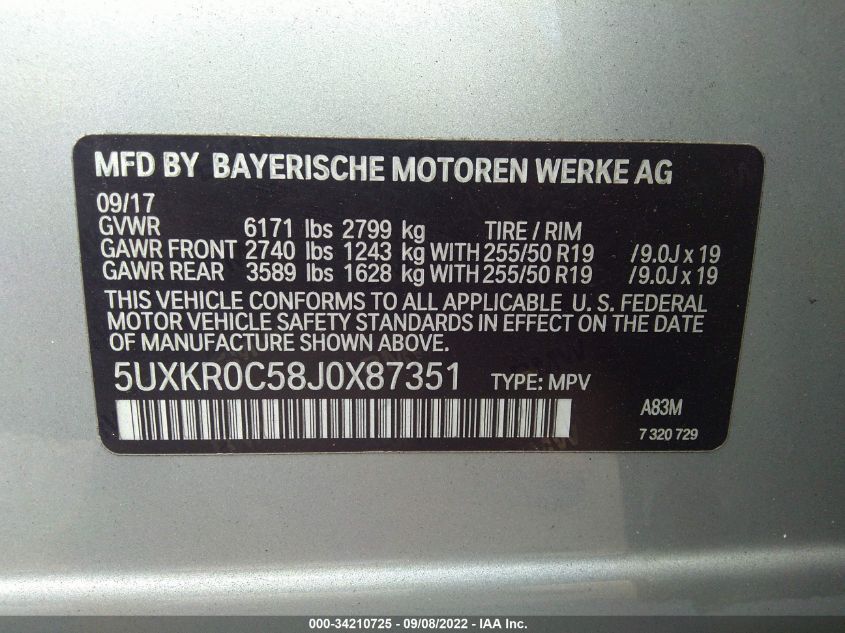 MFD BY BAYERISCHE MOTOREN WERKE AG
09/17
GVWR 6171 lbs 2799 kg TIRE / RIM
GAWR FRONT 2740 lbs 1243 kg WITH 255/50 R19 / 9.0J x 19
GAWR REAR 3589 lbs 1628 kg WITH 255/50 R19 / 9.0J x 19
THIS VEHICLE CONFORMS TO ALL APPLICABLE U. S. FEDERAL
MOTOR VEHICLE SAFETY STANDARDS IN EFFECT ON THE DATE
OF MANUFACTURE SHOWN ABOVE.
5UXKR0C58J0X87351 TYPE: MPV
A83M
7 320 729
000-34210725 - 09/08/2022 - IAA Inc.